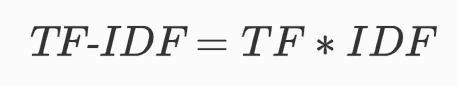 TF-IDF = TF * IDF